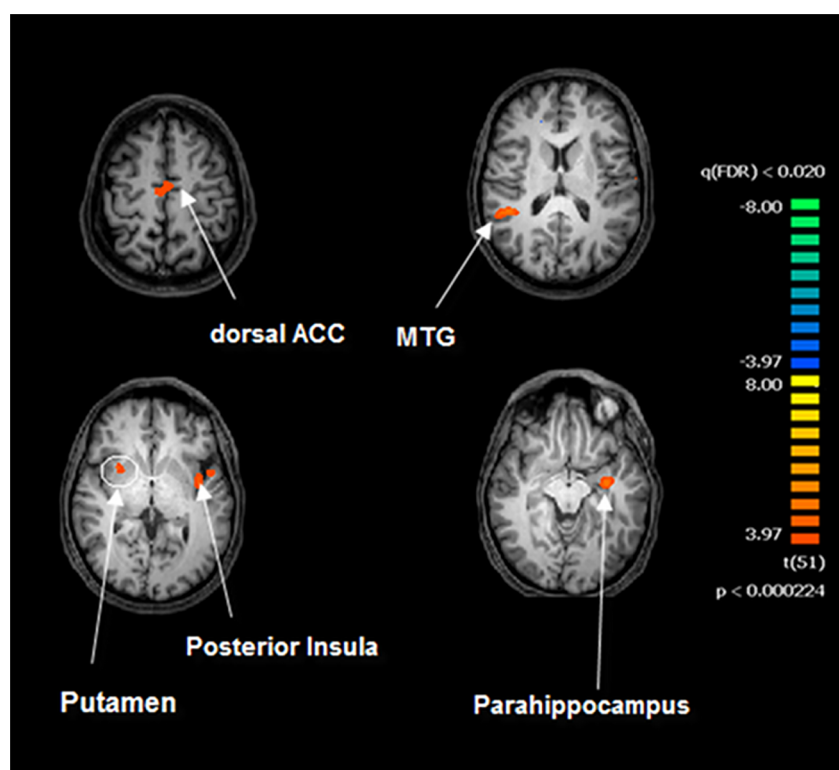 q(FDR) < 0.020
-8.00
dorsal ACC
MTG
-3.97
8.00
3.97
t(51)
p < 0.000224
Posterior Insula
Putamen
Parahippocampus